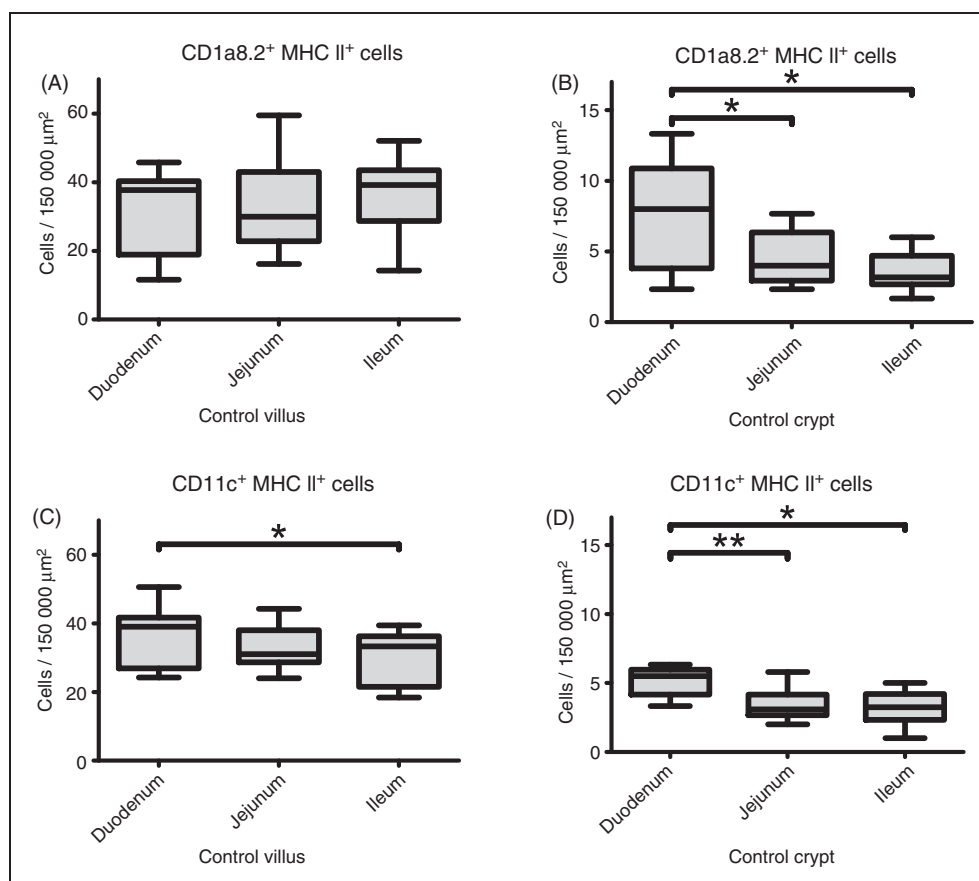 CD1a8.2⁺ MHC II⁺ cells
(A)
Cells / 150 000 μm²
60
40
20
0
Duodenum
Jejunum
Ileum
Control villus
CD1a8.2⁺ MHC II⁺ cells
(B)
*
*
Cells / 150 000 μm²
15
10
5
0
Duodenum
Jejunum
Ileum
Control crypt
CD11c⁺ MHC II⁺ cells
(C)
*
Cells / 150 000 μm²
60
40
20
0
Duodenum
Jejunum
Ileum
Control villus
CD11c⁺ MHC II⁺ cells
(D)
*
**
Cells / 150 000 μm²
15
10
5
0
Duodenum
Jejunum
Ileum
Control crypt